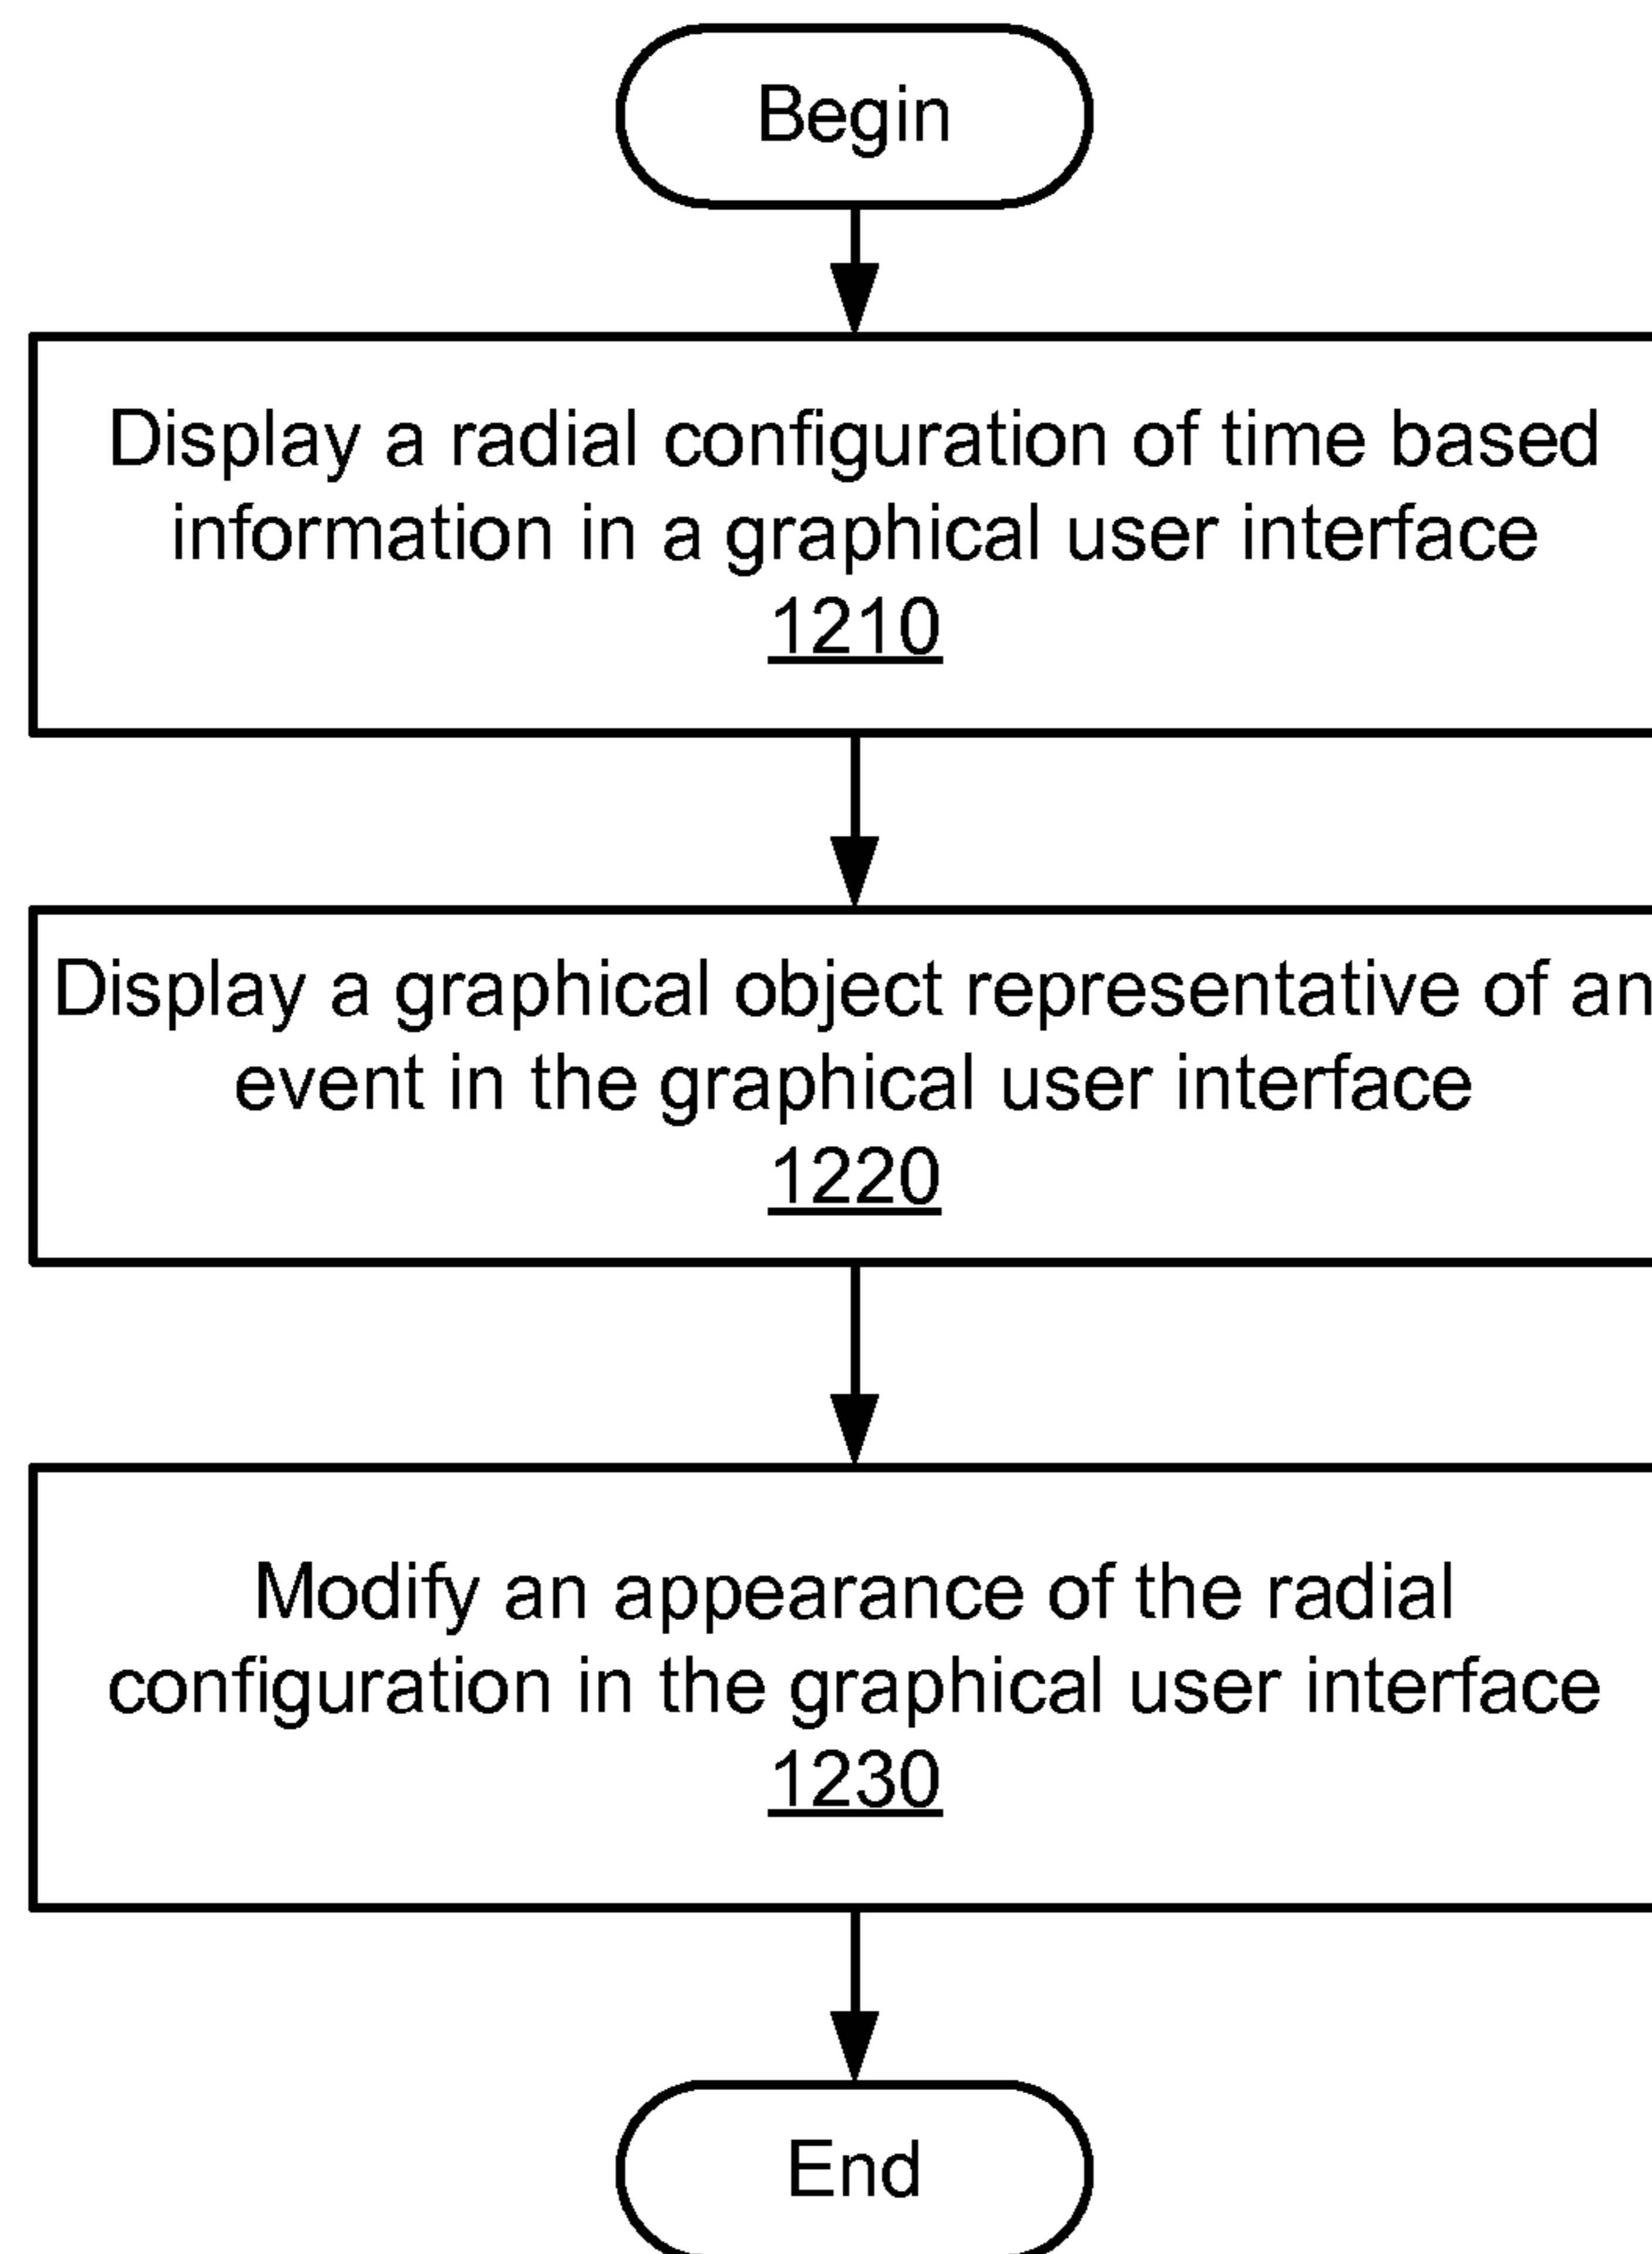 Begin
Display a radial configuration of time based
information in a graphical user interface
1210
Display a graphical object representative of an
event in the graphical user interface
1220
Modify an appearance of the radial
configuration in the graphical user interface
1230
End